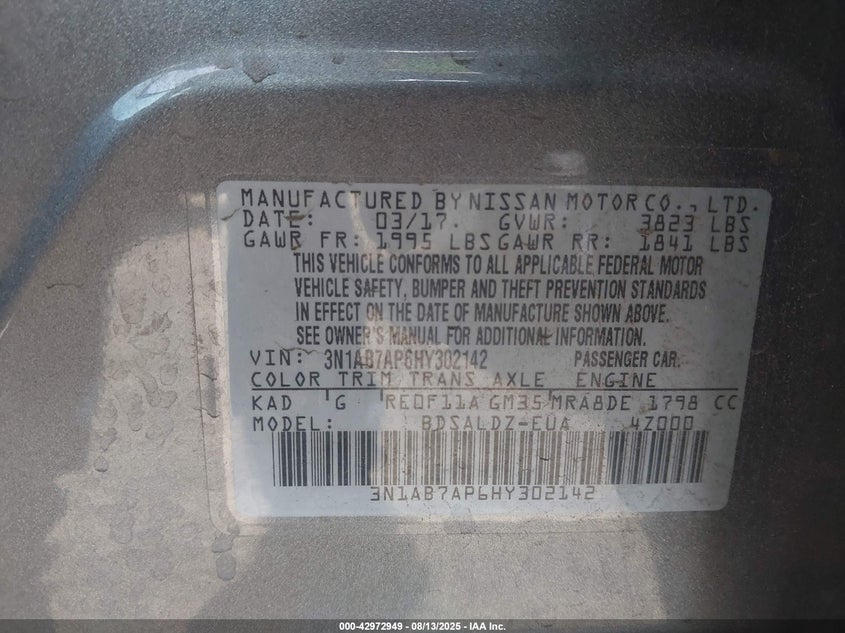 MANUFACTURED BY NISSAN MOTOR CO., LTD.
DATE: 03/17. GVWR: 3823 LBS
GAWR FR: 1995 LBS GAWR RR: 1841 LBS
THIS VEHICLE CONFORMS TO ALL APPLICABLE FEDERAL MOTOR
VEHICLE SAFETY, BUMPER AND THEFT PREVENTION STANDARDS
IN EFFECT ON THE DATE OF MANUFACTURE SHOWN ABOVE.
SEE OWNER'S MANUAL FOR ADDITIONAL INFORMATION.
VIN: 3N1AB7AP6HY302142 PASSENGER CAR.
COLOR TRIM TRANS AXLE ENGINE
KAD G RE0F11A GM35 MRA8DE 1798 CC
MODEL: BDSALDZ-EUA 4Z000
3N1AB7AP6HY302142
000-42972949 - 08/13/2025 - IAA Inc.